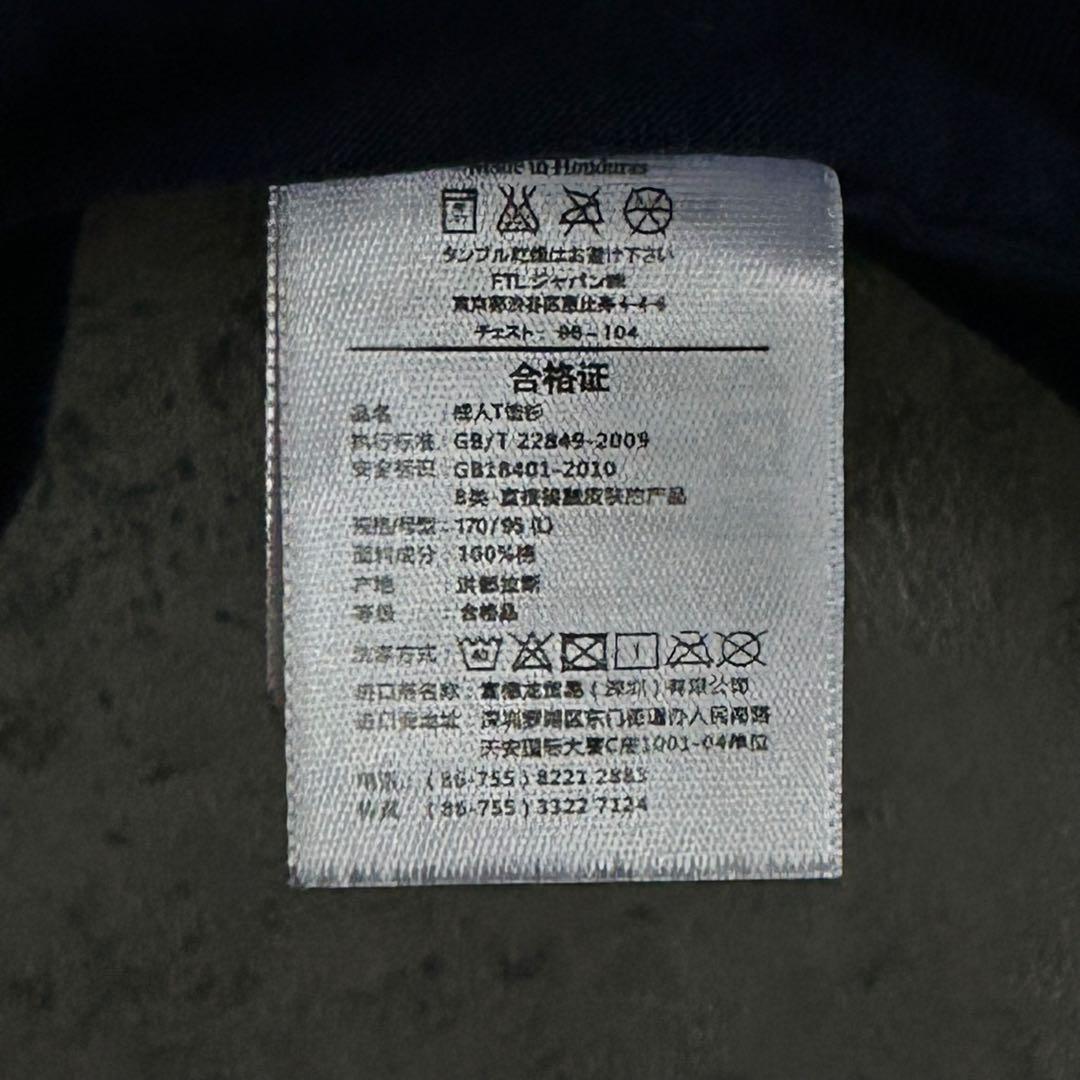 Made in Honduras
タンブル乾燥はお避け下さい
FTLジャパン㈱
東京都渋谷区恵比寿4-4-6
チェスト: 96-104
合格证
品名 : 成人T恤衫
执行标准 : GB/T 22849-2009
安全标识 : GB18401-2010
B类 直接接触皮肤的产品
规格/号型 : 170/95 (L)
面料成分 : 100%棉
产地 : 洪都拉斯
等级 : 合格品
洗涤方式 : 40
进口商名称 : （深圳）有限公司
进口商地址 : 深圳罗湖区东门街道办人民南路
天安国际大厦C座1001-04单位
电话 : ( 86-755 ) 8221 2883
传真 : ( 86-755 ) 3322 7124